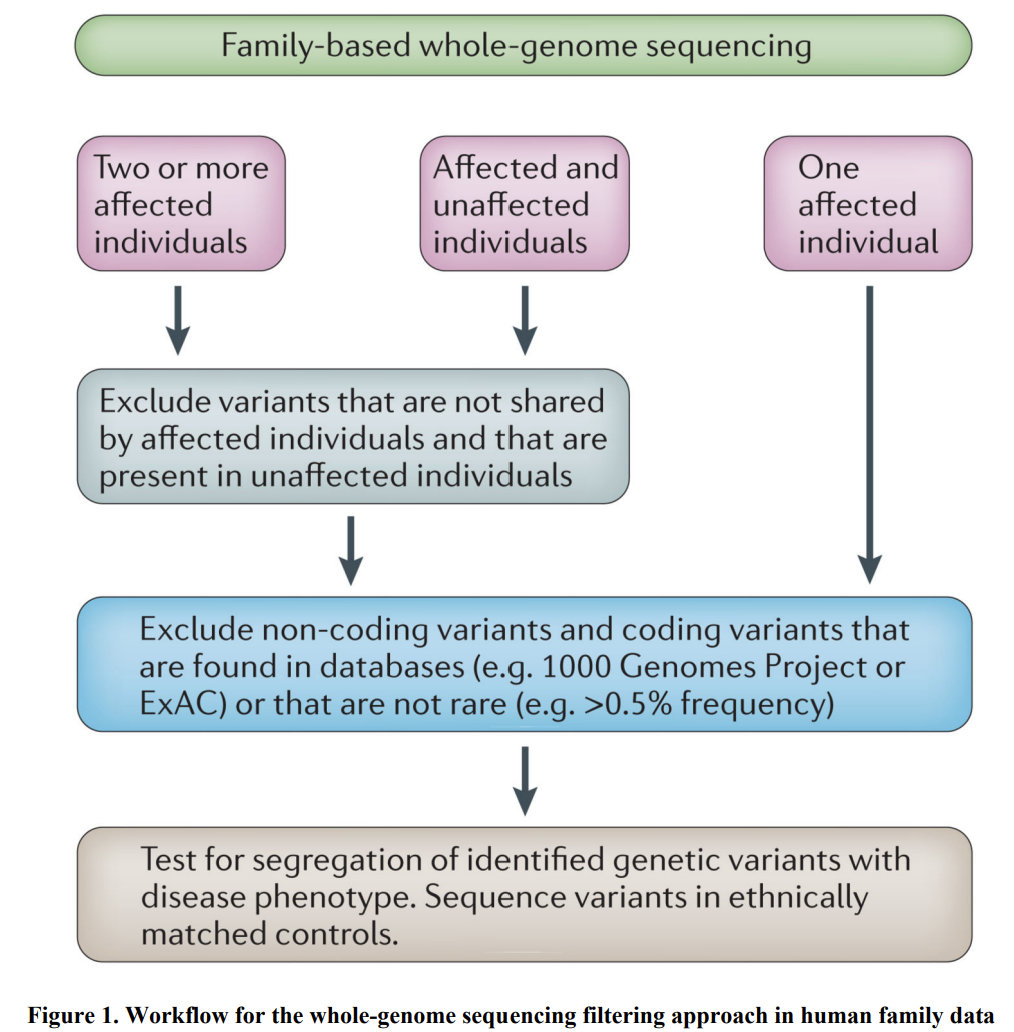 Family-based whole-genome sequencing
Two or more
affected
individuals
Affected and
unaffected
individuals
One
affected
individual
Exclude variants that are not shared
by affected individuals and that are
present in unaffected individuals
Exclude non-coding variants and coding variants that
are found in databases (e.g. 1000 Genomes Project or
ExAC) or that are not rare (e.g. >0.5% frequency)
Test for segregation of identified genetic variants with
disease phenotype. Sequence variants in ethnically
matched controls.
Figure 1. Workflow for the whole-genome sequencing filtering approach in human family data